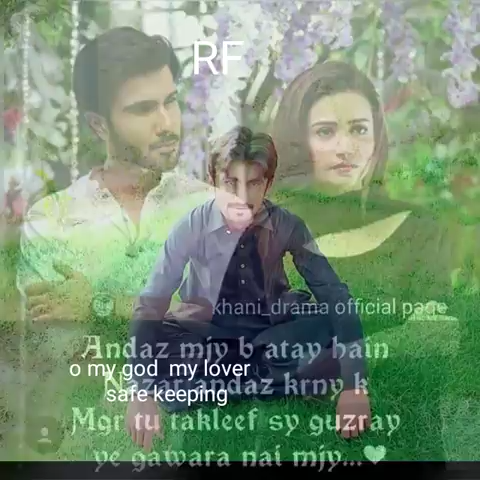 RF
khani_drama official page
Andaz mjy b atay hain
o my god my lover
Nazar andaz krny k
safe keeping
Mgr tu takleef sy guzray
ye gawara nai mjy...♥